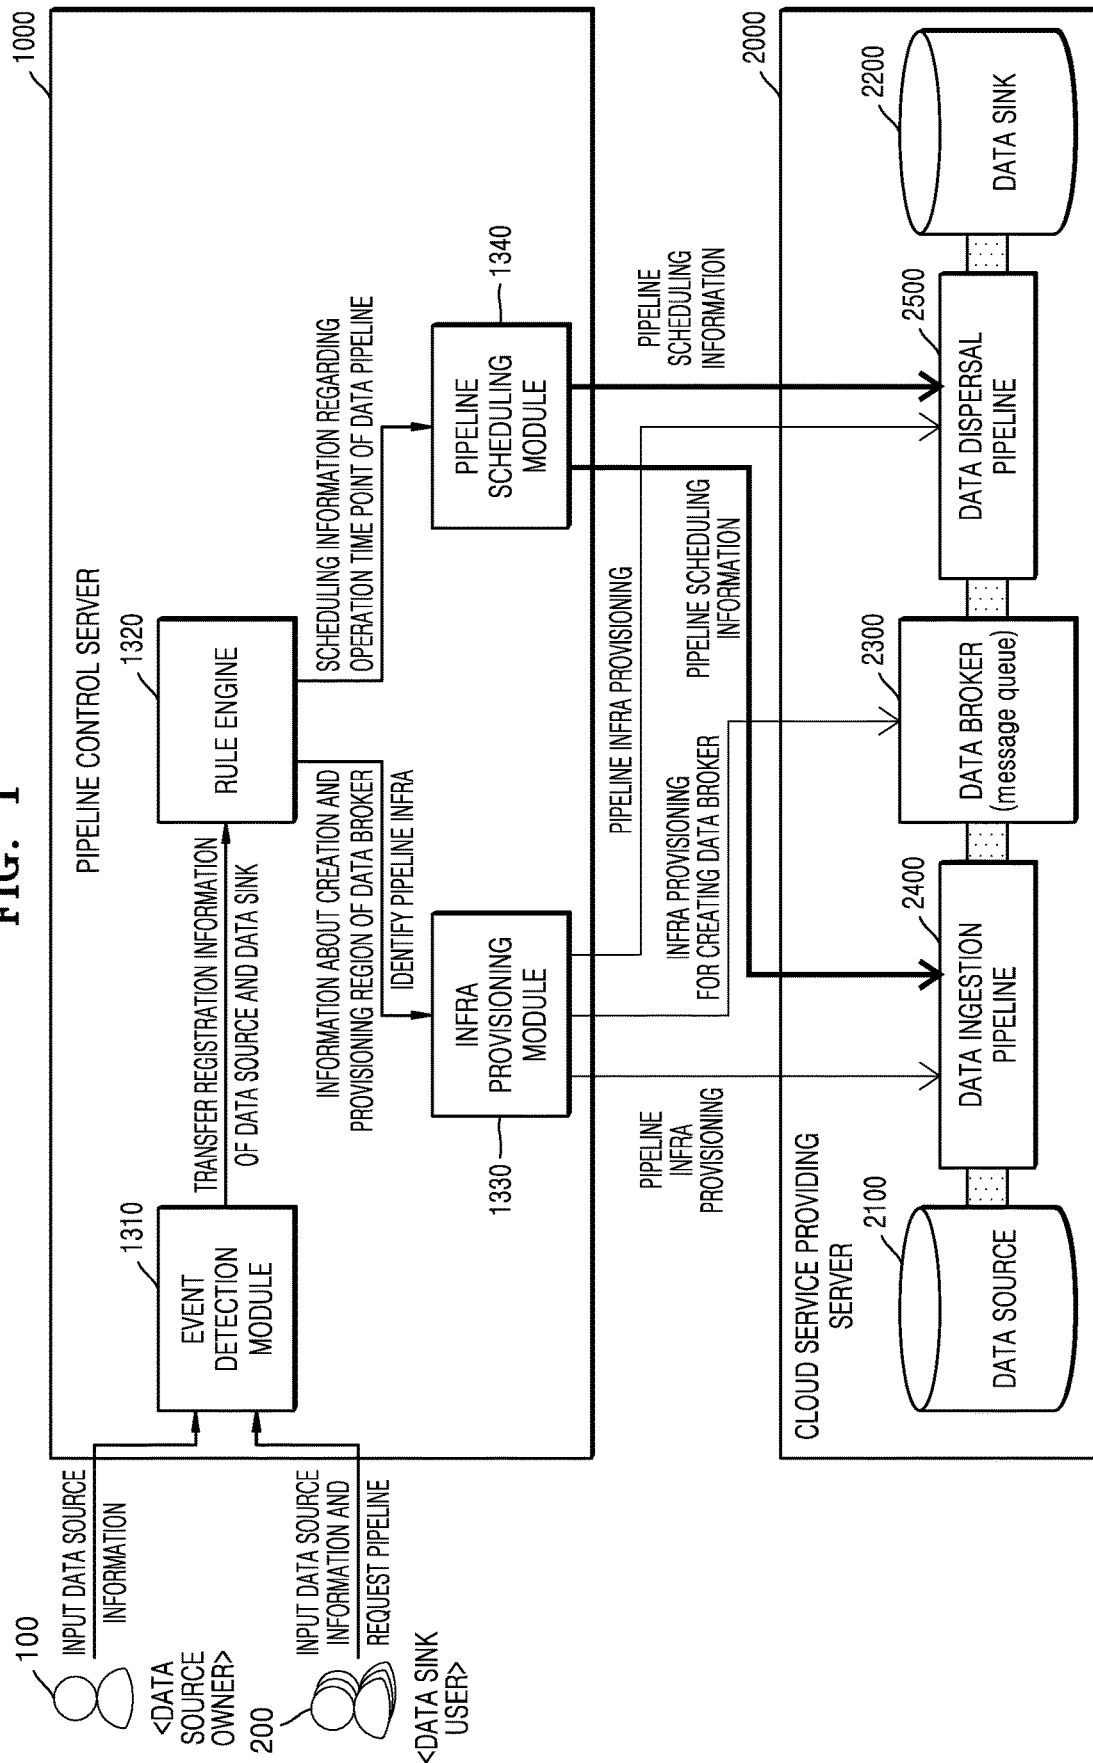 FIG. 1
1000
PIPELINE CONTROL SERVER
100
<DATA
SOURCE
OWNER>
INPUT DATA SOURCE
INFORMATION
200
<DATA SINK
USER>
INPUT DATA SOURCE
INFORMATION AND
REQUEST PIPELINE
1310
EVENT
DETECTION
MODULE
TRANSFER REGISTRATION INFORMATION
OF DATA SOURCE AND DATA SINK
1320
RULE ENGINE
INFORMATION ABOUT CREATION AND
PROVISIONING REGION OF DATA BROKER
IDENTIFY PIPELINE INFRA
SCHEDULING INFORMATION REGARDING
OPERATION TIME POINT OF DATA PIPELINE
1330
INFRA
PROVISIONING
MODULE
1340
PIPELINE
SCHEDULING
MODULE
PIPELINE
INFRA
PROVISIONING
INFRA PROVISIONING
FOR CREATING DATA BROKER
PIPELINE INFRA PROVISIONING
PIPELINE SCHEDULING
INFORMATION
PIPELINE
SCHEDULING
INFORMATION
2000
CLOUD SERVICE PROVIDING
SERVER
2100
DATA SOURCE
2400
DATA INGESTION
PIPELINE
2300
DATA BROKER
(message queue)
2500
DATA DISPERSAL
PIPELINE
2200
DATA SINK